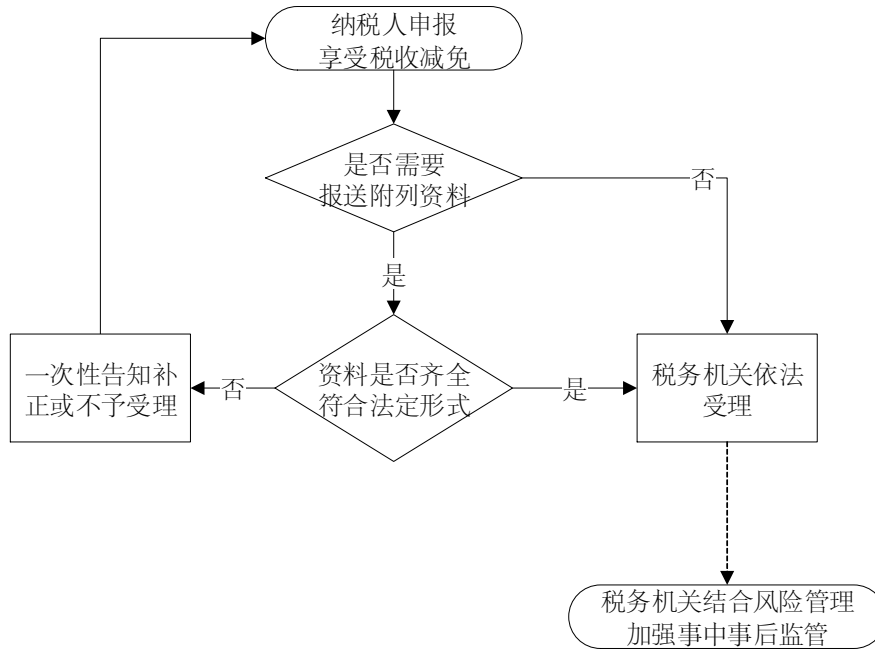 纳税人申报
享受税收减免
是否需要
报送附列资料
否
是
一次性告知补
正或不予受理
否
资料是否齐全
符合法定形式
是
税务机关依法
受理
税务机关结合风险管理
加强事中事后监管